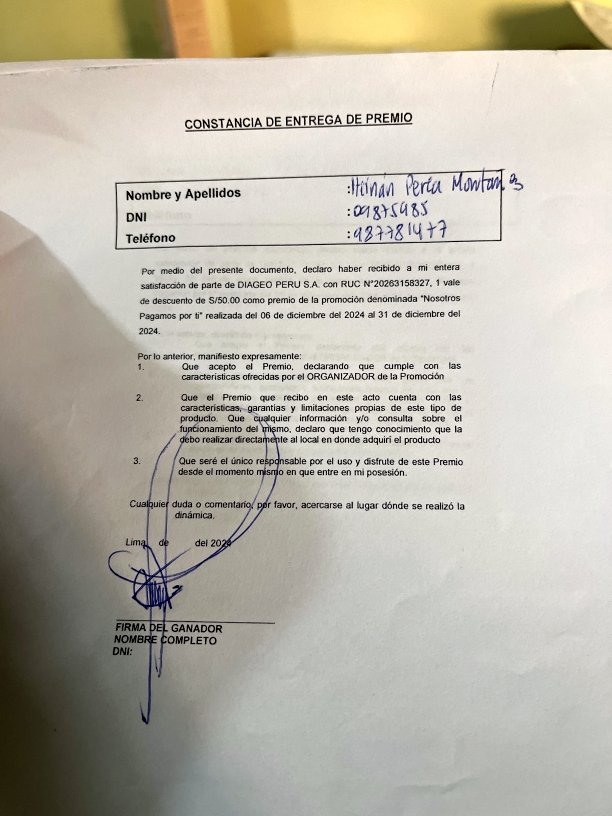 CONSTANCIA DE ENTREGA DE PREMIO
Nombre y Apellidos : Hernán Perea Montan
DNI : 09875985
Teléfono : 987781477
Por medio del presente documento, declaro haber recibido a mi entera
satisfacción de parte de DIAGEO PERU S.A. con RUC N°20263158327, 1 vale
de descuento de S/50.00 como premio de la promoción denominada "Nosotros
Pagamos por ti" realizada del 06 de diciembre del 2024 al 31 de diciembre del
2024.
Por lo anterior, manifiesto expresamente:
1. Que acepto el Premio, declarando que cumple con las
características ofrecidas por el ORGANIZADOR de la Promoción
2. Que el Premio que recibo en este acto cuenta con las
características, garantías y limitaciones propias de este tipo de
producto. Que cualquier información y/o consulta sobre el
funcionamiento del mismo, declaro que tengo conocimiento que la
debo realizar directamente al local en donde adquirí el producto
3. Que seré el único responsable por el uso y disfrute de este Premio
desde el momento mismo en que entre en mi posesión.
Cualquier duda o comentario, por favor, acercarse al lugar dónde se realizó la
dinámica.
Lima, de del 2024
FIRMA DEL GANADOR
NOMBRE COMPLETO
DNI: